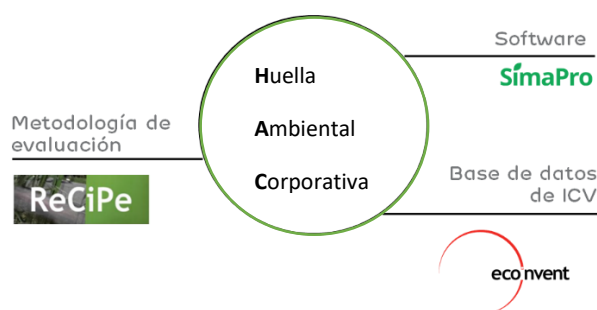 Software
SimaPro
Huella
Ambiental
Corporativa
Metodología de
evaluación
ReCiPe
Base de datos
de ICV
ecoinvent